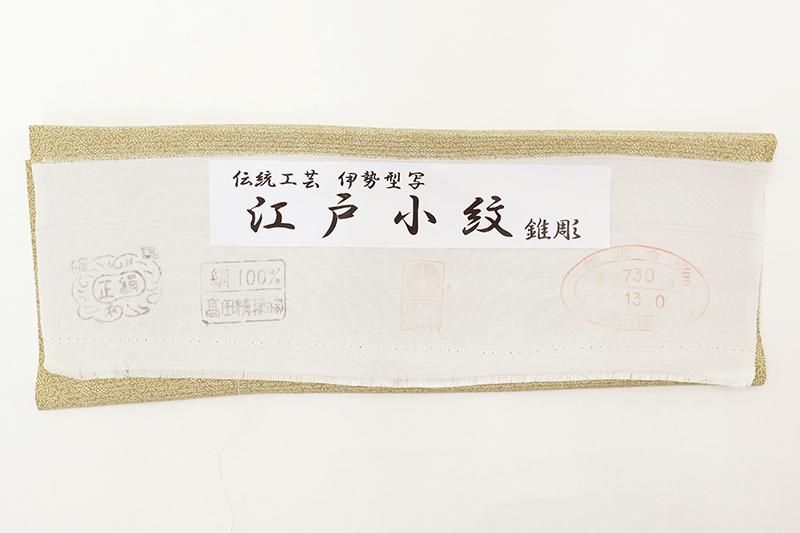 伝統工芸 伊勢型写
江戸小紋 錐彫
正絹
絹100%
高田精練
730 g
13.0